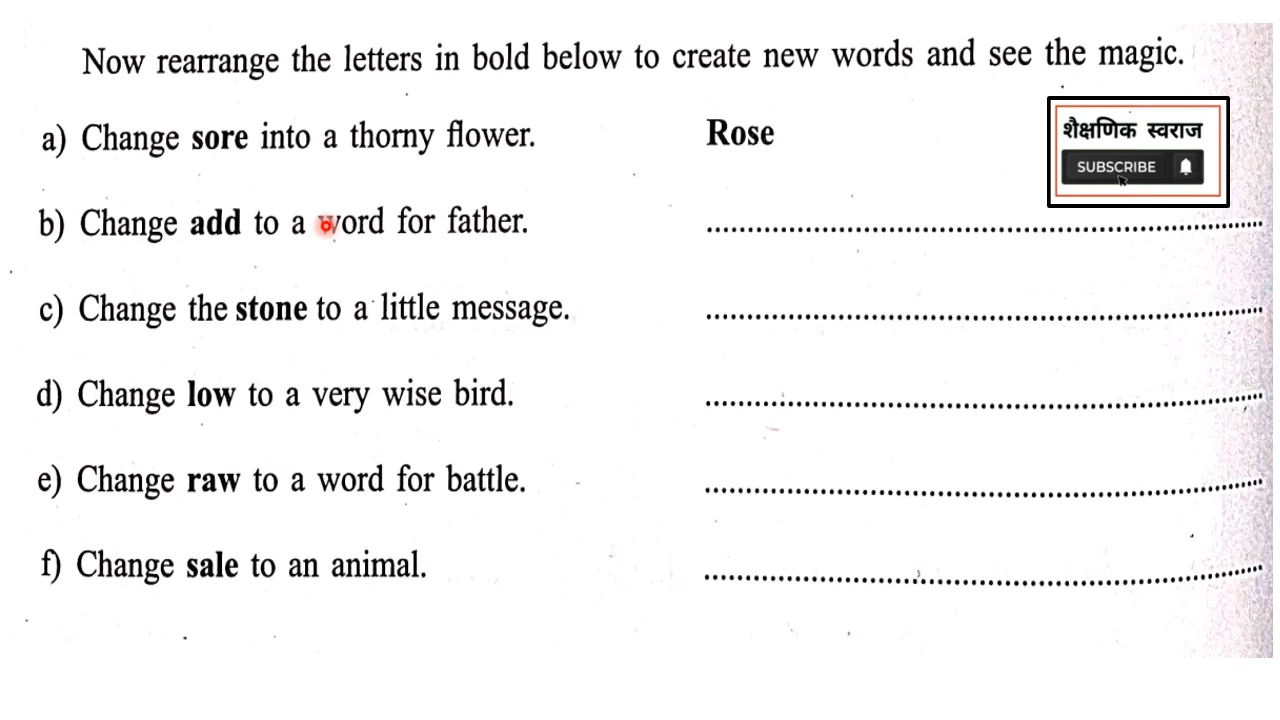 Now rearrange the letters in bold below to create new words and see the magic.
a) Change sore into a thorny flower. Rose
शैक्षणिक स्वराज
SUBSCRIBE
b) Change add to a word for father.
c) Change the stone to a little message.
d) Change low to a very wise bird.
e) Change raw to a word for battle.
f) Change sale to an animal.